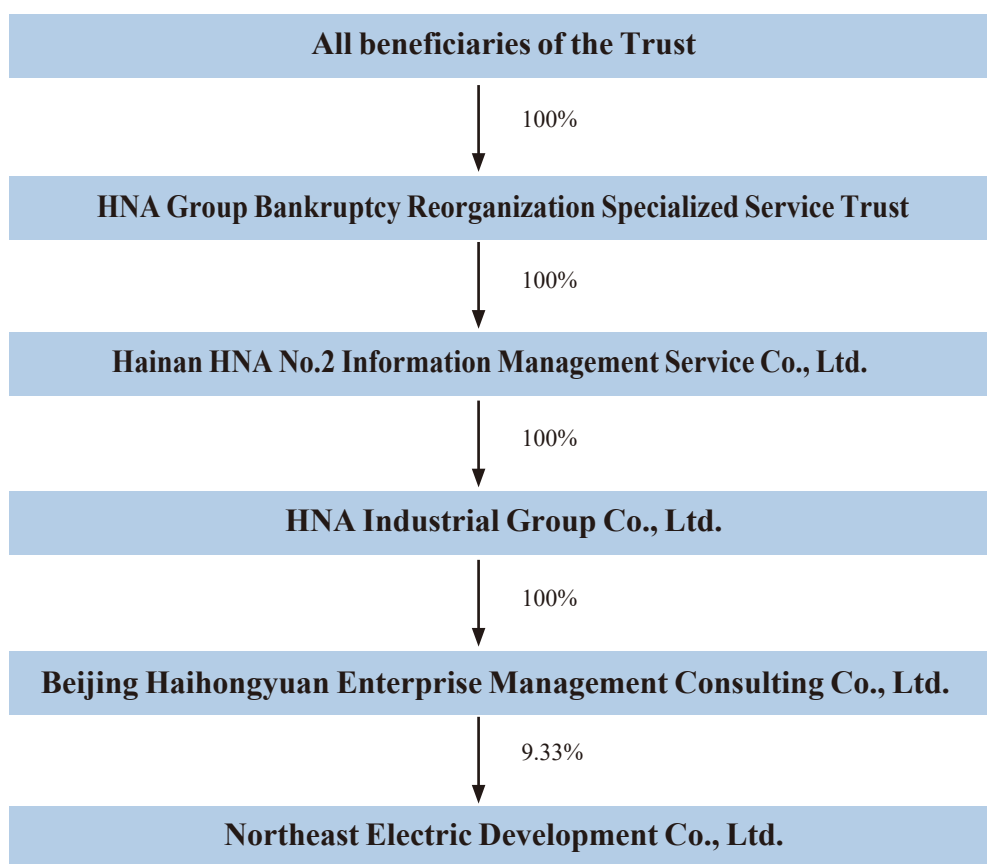 All beneficiaries of the Trust
100%
HNA Group Bankruptcy Reorganization Specialized Service Trust
100%
Hainan HNA No.2 Information Management Service Co., Ltd.
100%
HNA Industrial Group Co., Ltd.
100%
Beijing Haihongyuan Enterprise Management Consulting Co., Ltd.
9.33%
Northeast Electric Development Co., Ltd.